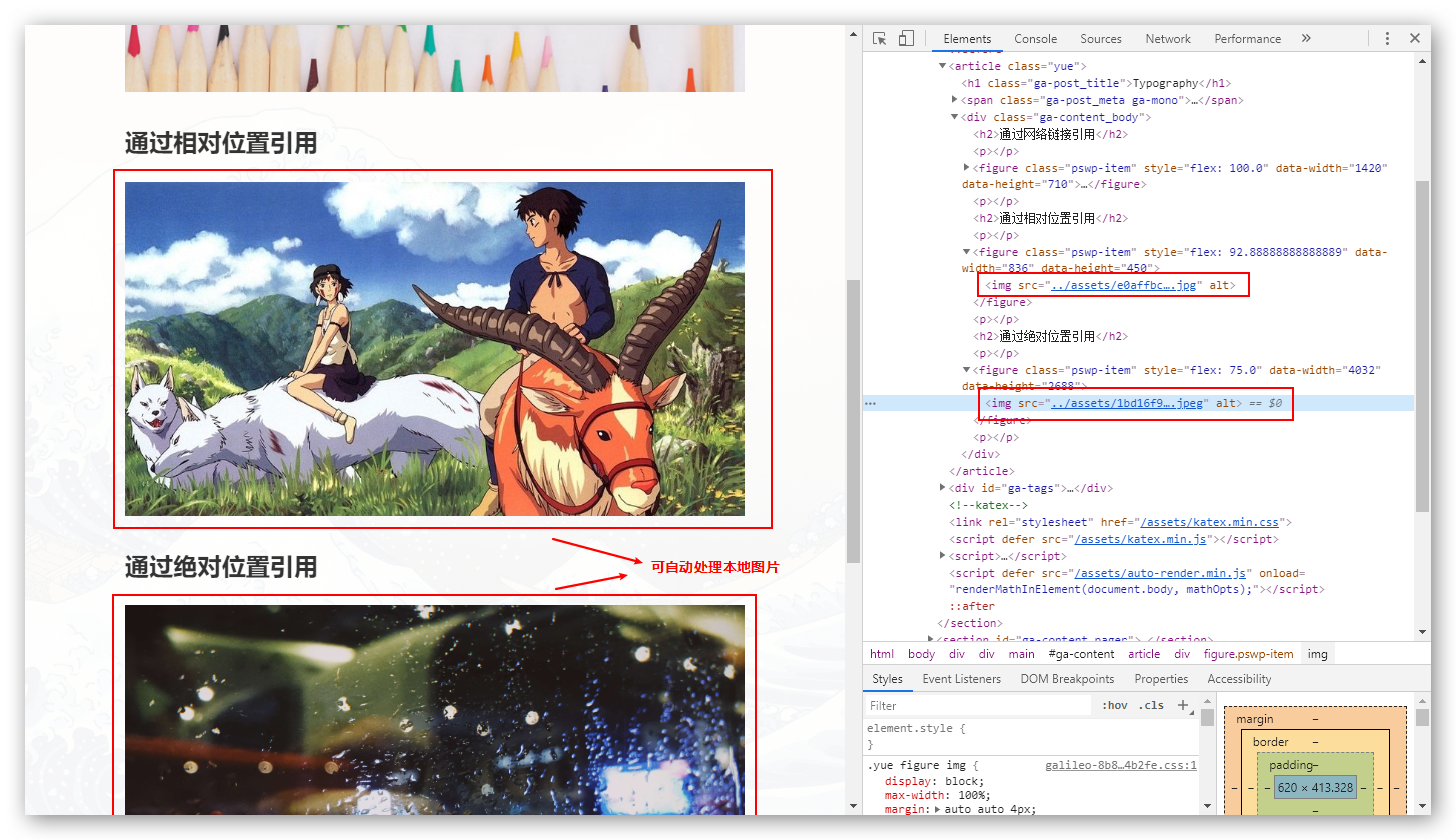 通过相对位置引用
可自动处理本地图片
通过绝对位置引用
Elements Console Sources Network Performance »
<article class="yue">
<h1 class="ga-post_title">Typography</h1>
<span class="ga-post_meta ga-mono">…</span>
<div class="ga-content_body">
<h2>通过网络链接引用</h2>
<p></p>
<figure class="pswp-item" style="flex: 100.0" data-width="1420"
data-height="710">…</figure>
<p></p>
<h2>通过相对位置引用</h2>
<p></p>
<figure class="pswp-item" style="flex: 92.88888888888889" data-
width="836" data-height="450">
<img src="../assets/e0affbc….jpg" alt>
</figure>
<p></p>
<h2>通过绝对位置引用</h2>
<p></p>
<figure class="pswp-item" style="flex: 75.0" data-width="4032"
data-height="2688">
<img src="../assets/1bd16f9….jpeg" alt> == $0
</figure>
<p></p>
</div>
</article>
<div id="ga-tags">…</div>
<!--katex-->
<link rel="stylesheet" href="/assets/katex.min.css">
<script defer src="/assets/katex.min.js"></script>
<script>…</script>
<script defer src="/assets/auto-render.min.js" onload=
"renderMathInElement(document.body, mathOpts);"></script>
::after
</section>
<section id="ga-content_pager">…</section>
html body div div main #ga-content article div figure.pswp-item img
Styles Event Listeners DOM Breakpoints Properties Accessibility
Filter :hov .cls +
element.style {
}
.yue figure img { galileo-8b8…4b2fe.css:1
display: block;
max-width: 100%;
margin: auto auto 4px;
margin –
border –
padding–
– – – 620 × 413.328 – – –
–